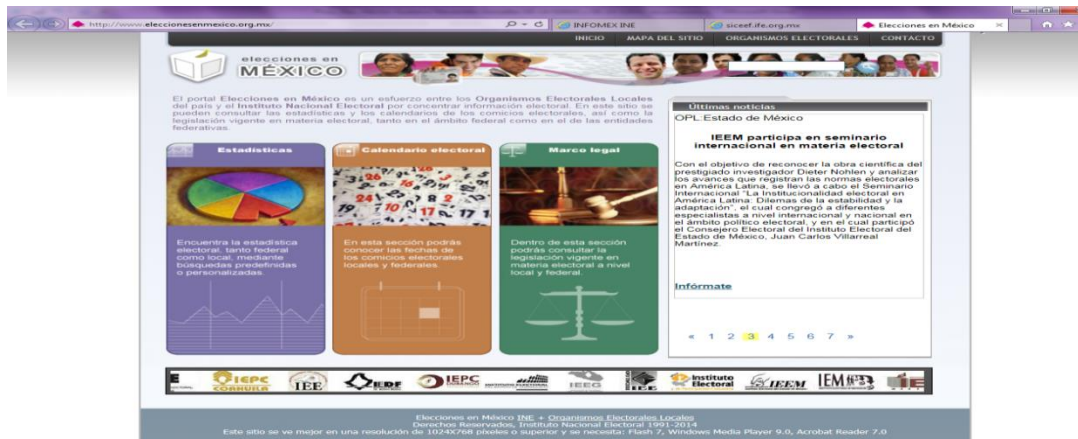 http://www.eleccionesenmexico.org.mx/
INFOMEX INE
siceef.ife.org.mx
Elecciones en México
INICIO MAPA DEL SITIO ORGANISMOS ELECTORALES CONTACTO
elecciones en
MÉXICO
El portal Elecciones en México es un esfuerzo entre los Organismos Electorales Locales
del país y el Instituto Nacional Electoral por concentrar información electoral. En este sitio se
pueden consultar las estadísticas y los calendarios de los comicios electorales, así como la
legislación vigente en materia electoral, tanto en el ámbito federal como en el de las entidades
federativas.
Estadísticas
Encuentra la estadística
electoral, tanto federal
como local, mediante
búsquedas predefinidas
o personalizadas.
Calendario electoral
En esta sección podrás
conocer las fechas de
los comicios electorales
locales y federales.
Marco legal
Dentro de esta sección
podrás consultar la
legislación vigente en
materia electoral a nivel
local y federal.
Últimas noticias
OPL:Estado de México
IEEM participa en seminario
internacional en materia electoral
Con el objetivo de reconocer la obra científica del
prestigiado investigador Dieter Nohlen y analizar
los avances que registran las normas electorales
en América Latina, se llevó a cabo el Seminario
Internacional "La Institucionalidad electoral en
América Latina: Dilemas de la estabilidad y la
adaptación", el cual congregó a diferentes
especialistas a nivel internacional y nacional en
el ámbito político electoral, y en el cual participó
el Consejero Electoral del Instituto Electoral del
Estado de México, Juan Carlos Villarreal
Martínez.
Infórmate
« 1 2 3 4 5 6 7 »
IEPC
COAHUILA
IEE
IEDF
IEPC
DURANGO
IEEG
IEE
Instituto
Electoral
IEEM
IEM
Elecciones en México INE + Organismos Electorales Locales
Derechos Reservados, Instituto Nacional Electoral 1991-2014
Este sitio se ve mejor en una resolución de 1024X768 píxeles o superior y se necesita: Flash 7, Windows Media Player 9.0, Acrobat Reader 7.0